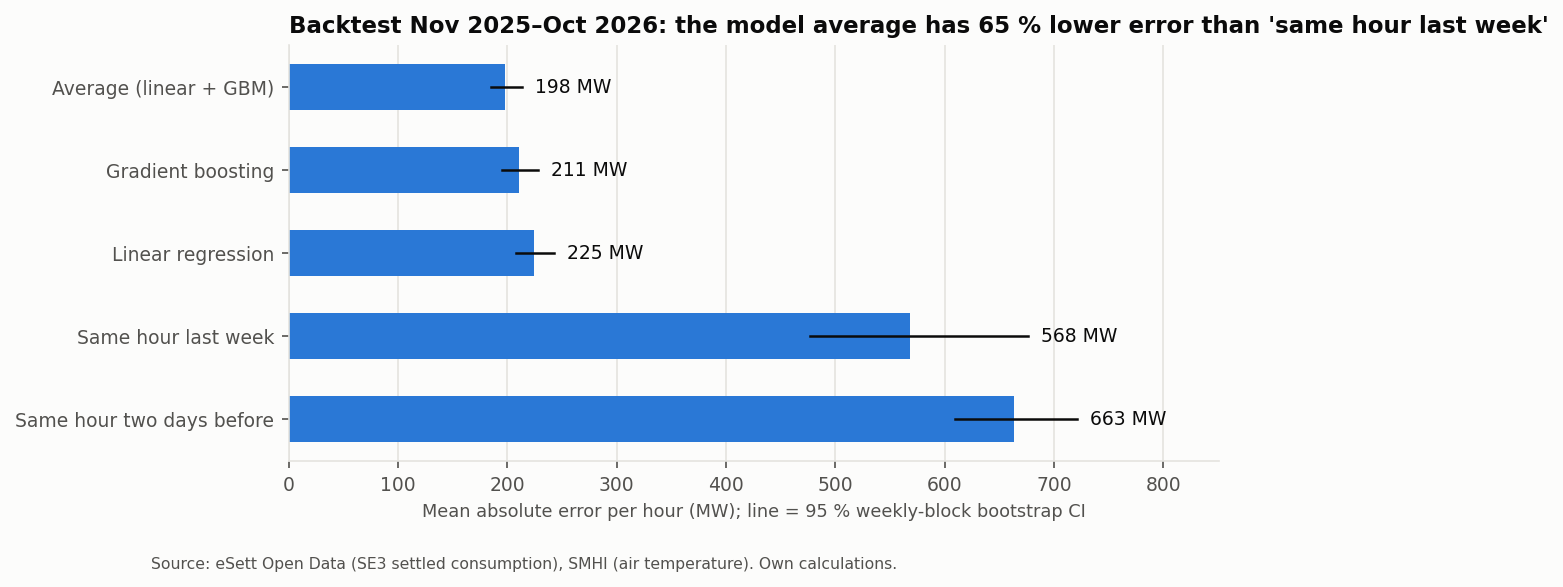 Backtest Nov 2025–Oct 2026: the model average has 65 % lower error than 'same hour last week'
Average (linear + GBM)
198 MW
Gradient boosting
211 MW
Linear regression
225 MW
Same hour last week
568 MW
Same hour two days before
663 MW
0 100 200 300 400 500 600 700 800
Mean absolute error per hour (MW); line = 95 % weekly-block bootstrap CI
Source: eSett Open Data (SE3 settled consumption), SMHI (air temperature). Own calculations.